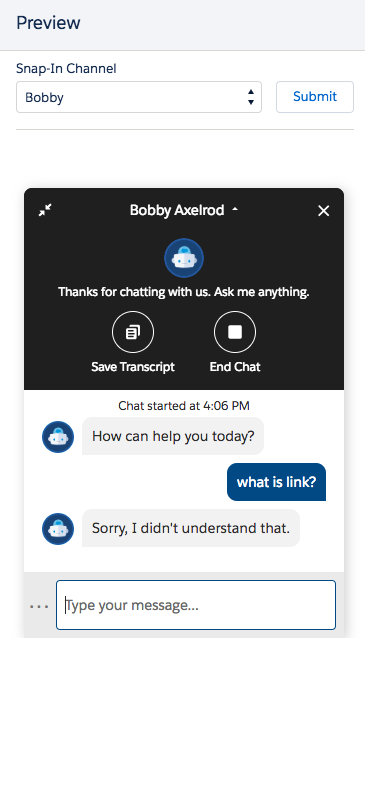 Preview
Snap-In Channel
Bobby
Submit
Bobby Axelrod
Thanks for chatting with us. Ask me anything.
Save Transcript
End Chat
Chat started at 4:06 PM
How can help you today?
what is link?
Sorry, I didn't understand that.
Type your message...